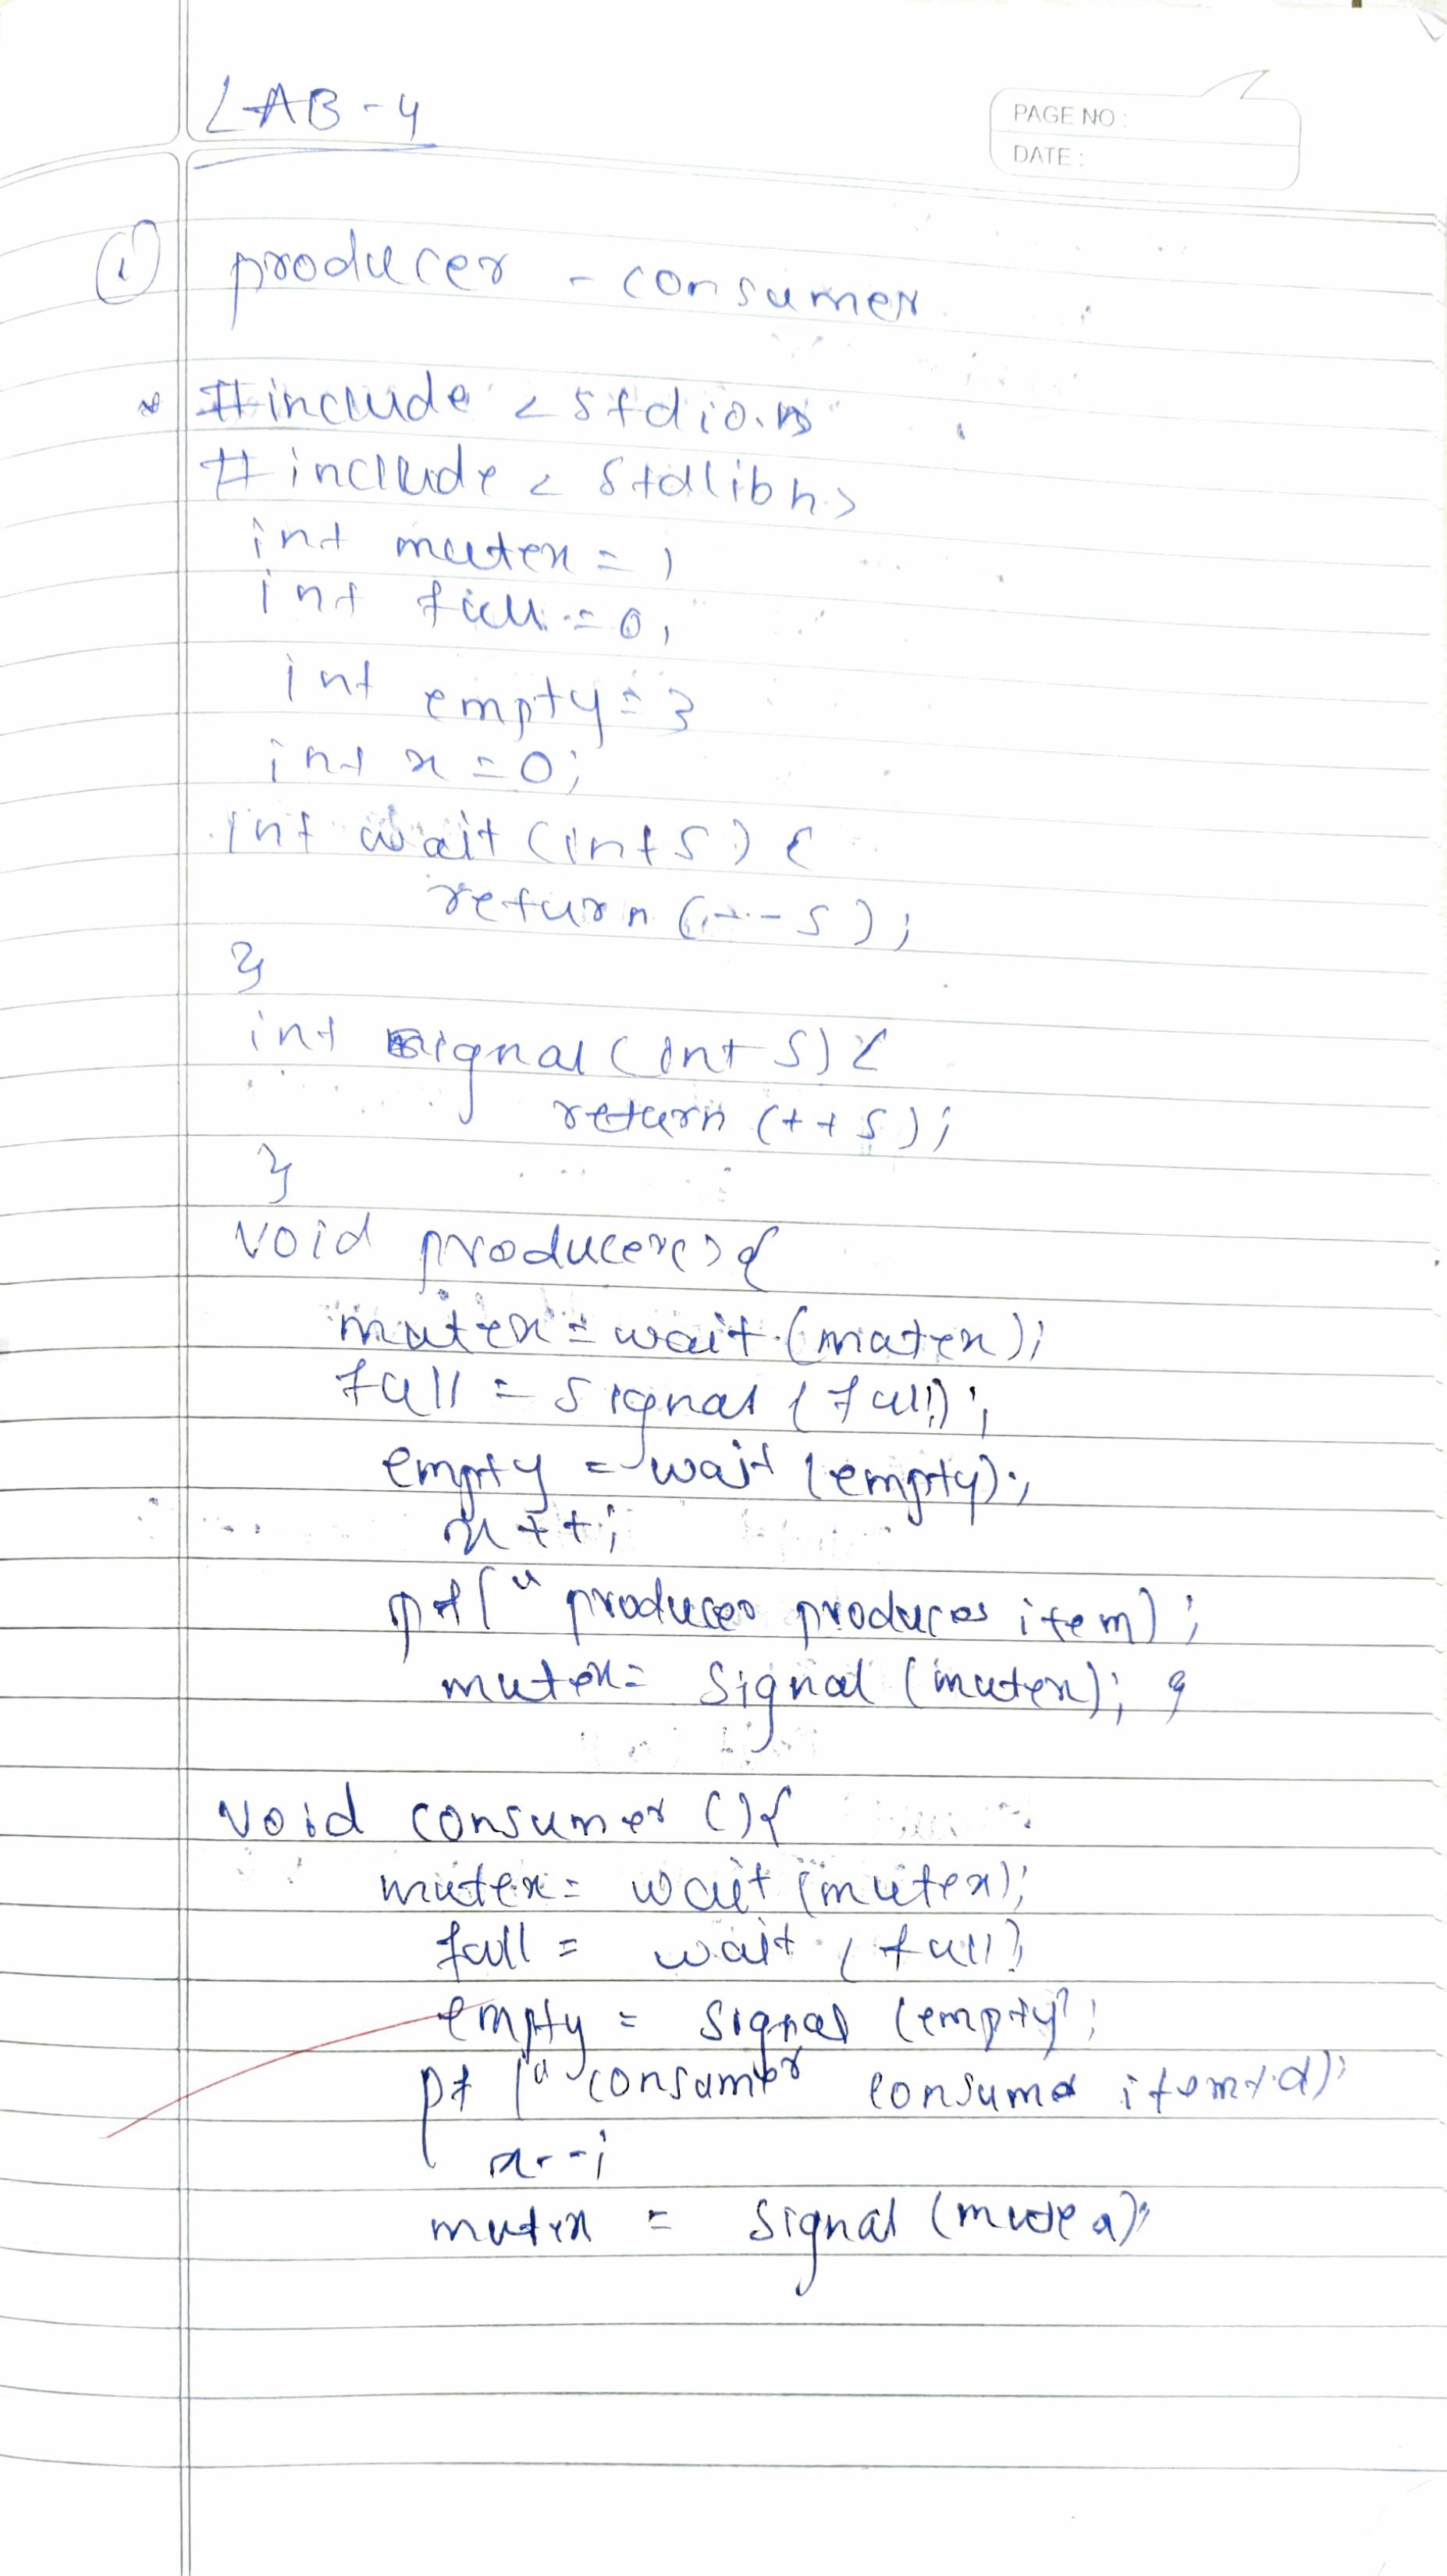 LAB-4
PAGE NO :
DATE :
① producer - consumer
* #include <stdio.h>
#include < stdlibh>
int mutex = 1
int full = 0,
int empty = 3
int x = 0;
int wait (int S) {
return (--S);
}
int signal (int S) {
return (++S);
}
void producer() {
mutex = wait (mutex);
full = signal (full);
empty = wait (empty);
x++;
pf(" producer produces item);
mutex = signal (mutex); }
void consumer () {
mutex = wait (mutex);
full = wait (full)
empty = signal (empty);
pf (" consumer consumes item%d);
x--;
mutex = signal (mutex);